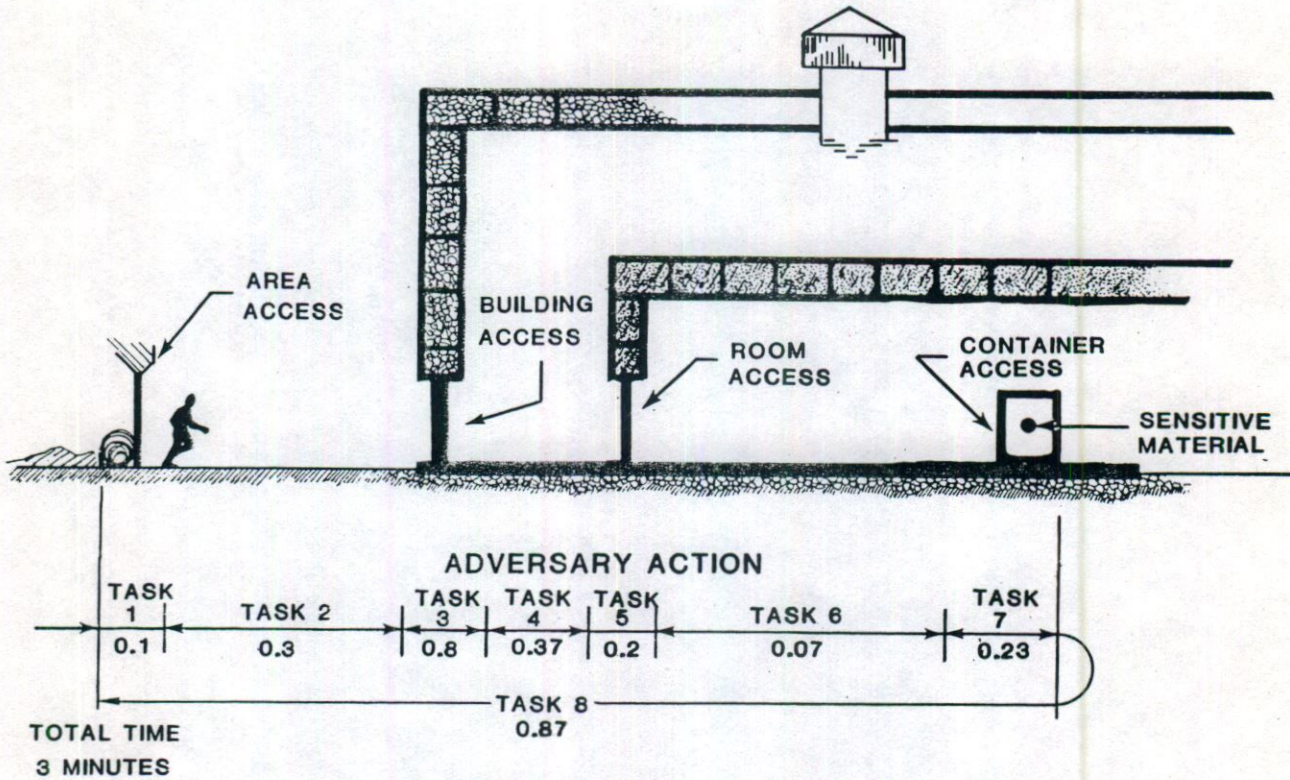 AREA
ACCESS
BUILDING
ACCESS
ROOM
ACCESS
CONTAINER
ACCESS
SENSITIVE
MATERIAL
ADVERSARY ACTION
TASK
1
0.1
TASK 2
0.3
TASK
3
0.8
TASK
4
0.37
TASK
5
0.2
TASK 6
0.07
TASK
7
0.23
TASK 8
0.87
TOTAL TIME
3 MINUTES